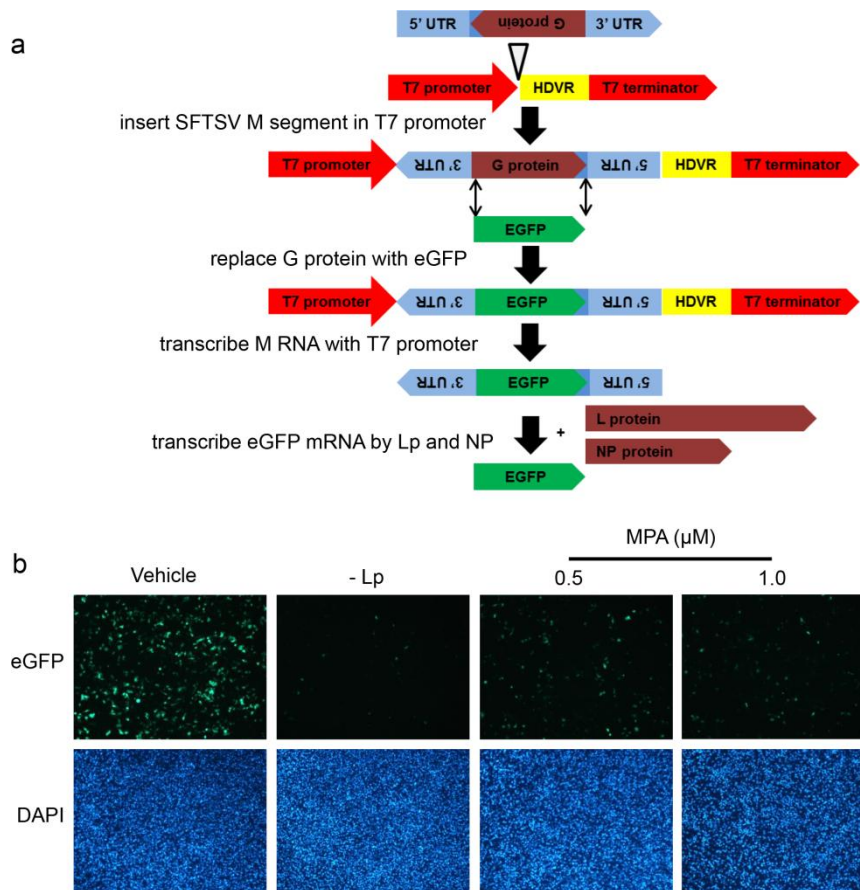 a
5' UTR G protein 3' UTR
T7 promoter HDVR T7 terminator
insert SFTSV M segment in T7 promoter
T7 promoter 3' UTR G protein 5' UTR HDVR T7 terminator
EGFP
replace G protein with eGFP
T7 promoter 3' UTR EGFP 5' UTR HDVR T7 terminator
transcribe M RNA with T7 promoter
3' UTR EGFP 5' UTR
L protein
transcribe eGFP mRNA by Lp and NP +
NP protein
EGFP
b
MPA (µM)
Vehicle - Lp 0.5 1.0
eGFP
DAPI